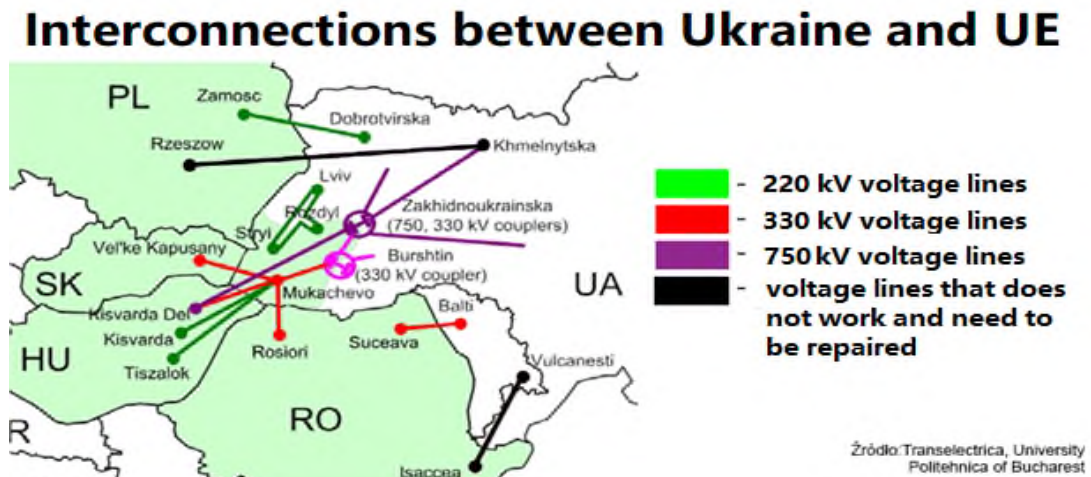 Interconnections between Ukraine and UE
PL
Zamosc
Dobrotvirska
Rzeszow
Khmelnytska
Lviv
Rozdyl
Zakhidnoukrainska
(750, 330 kV couplers)
Stryi
Vel'ke Kapusany
Burshtin
(330 kV coupler)
SK
Mukachevo
UA
Kisvarda Del
Balti
Kisvarda
Rosiori
Suceava
HU
Tiszalok
Vulcanesti
RO
R
Isaccea
- 220 kV voltage lines
- 330 kV voltage lines
- 750 kV voltage lines
- voltage lines that does
not work and need to
be repaired
Źródło:Transelectrica, University
Politehnica of Bucharest